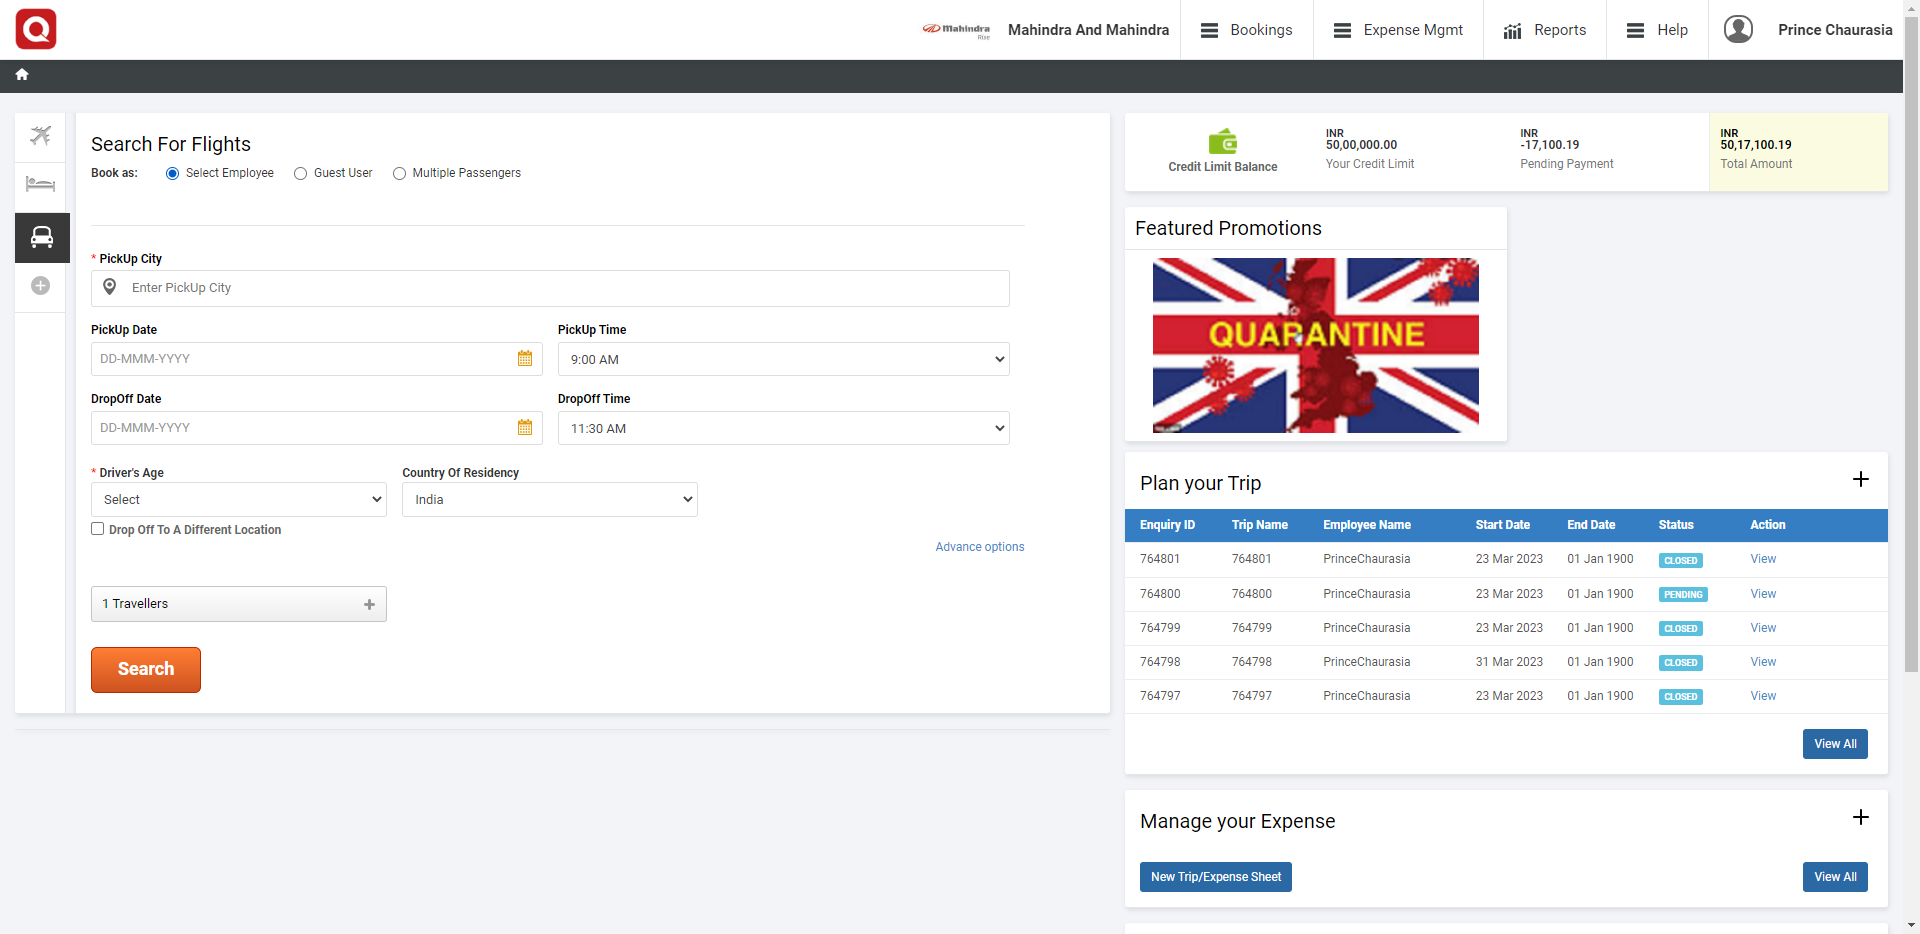 Q
Mahindra
Rise
Mahindra And Mahindra
Bookings
Expense Mgmt
Reports
Help
Prince Chaurasia
Search For Flights
Book as:
Select Employee
Guest User
Multiple Passengers
* PickUp City
Enter PickUp City
PickUp Date
PickUp Time
DD-MMM-YYYY
9:00 AM
DropOff Date
DropOff Time
DD-MMM-YYYY
11:30 AM
* Driver's Age
Country Of Residency
Select
India
Drop Off To A Different Location
Advance options
1 Travellers
Search
Credit Limit Balance
INR
50,00,000.00
Your Credit Limit
INR
-17,100.19
Pending Payment
INR
50,17,100.19
Total Amount
Featured Promotions
QUARANTINE
Plan your Trip
Enquiry ID Trip Name Employee Name Start Date End Date Status Action
764801 764801 PrinceChaurasia 23 Mar 2023 01 Jan 1900 CLOSED View
764800 764800 PrinceChaurasia 23 Mar 2023 01 Jan 1900 PENDING View
764799 764799 PrinceChaurasia 23 Mar 2023 01 Jan 1900 CLOSED View
764798 764798 PrinceChaurasia 31 Mar 2023 01 Jan 1900 CLOSED View
764797 764797 PrinceChaurasia 23 Mar 2023 01 Jan 1900 CLOSED View
View All
Manage your Expense
New Trip/Expense Sheet
View All